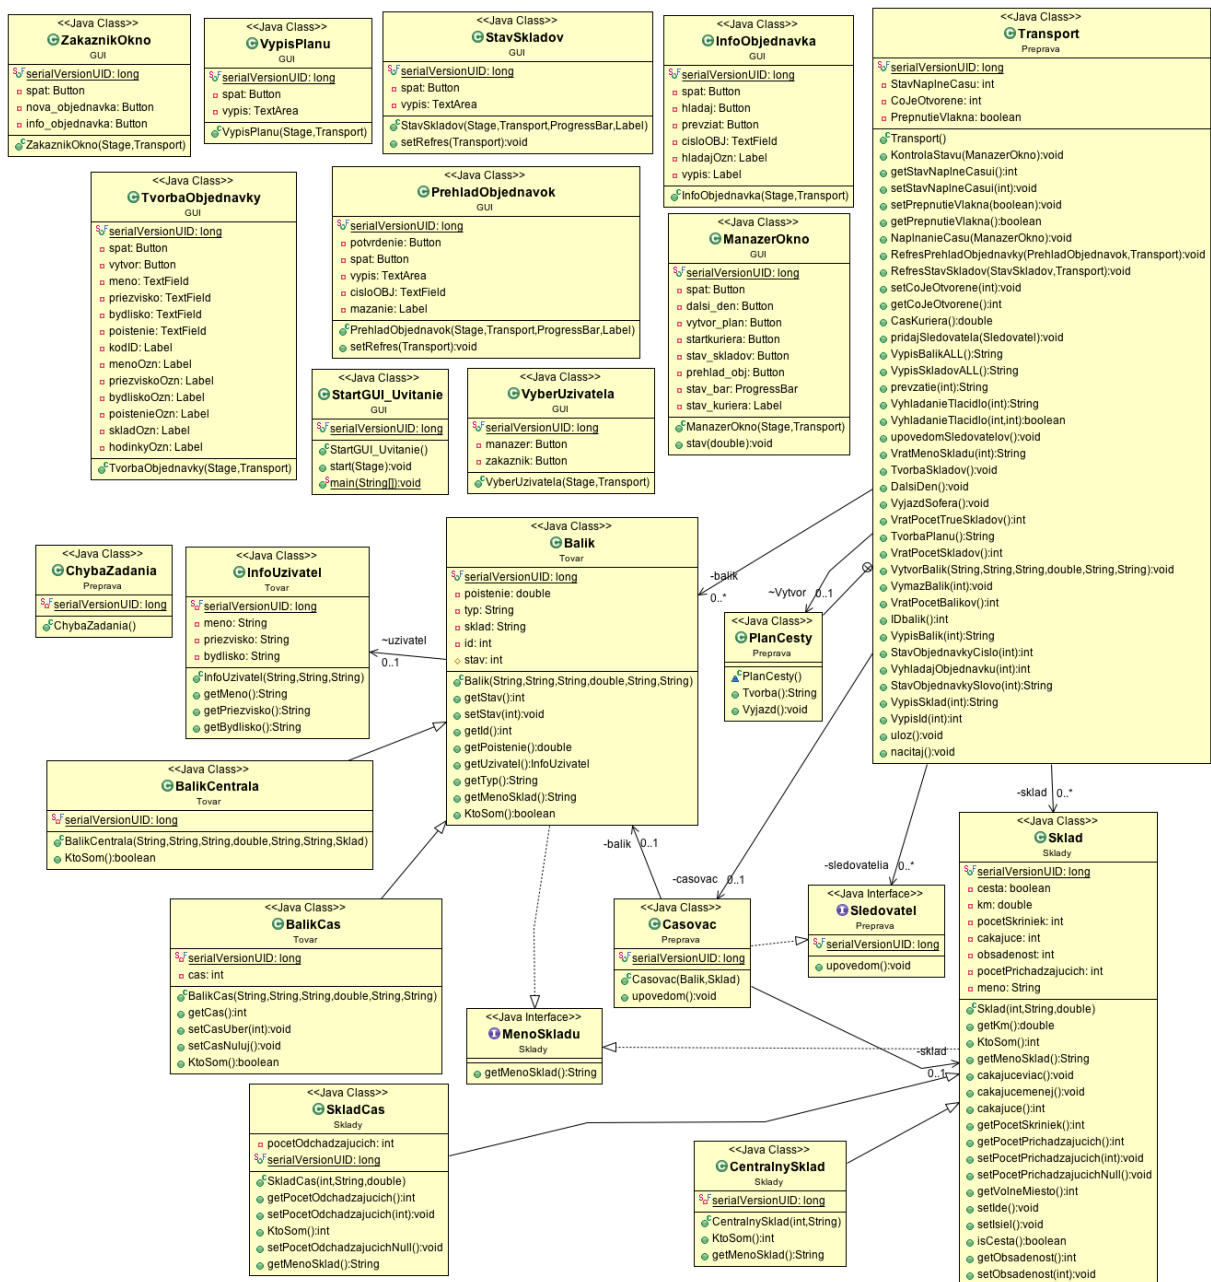 <<Java Class>>
ZakaznikOkno
GUI
serialVersionUID: long
spat: Button
nova_objednavka: Button
info_objednavka: Button
ZakaznikOkno(Stage,Transport)
<<Java Class>>
VypisPlanu
GUI
serialVersionUID: long
spat: Button
vypis: TextArea
VypisPlanu(Stage,Transport)
<<Java Class>>
StavSkladov
GUI
serialVersionUID: long
spat: Button
vypis: TextArea
StavSkladov(Stage,Transport,ProgressBar,Label)
setRefres(Transport):void
<<Java Class>>
InfoObjednavka
GUI
serialVersionUID: long
spat: Button
hladaj: Button
prevziat: Button
cisloOBJ: TextField
hladajOzn: Label
vypis: Label
InfoObjednavka(Stage,Transport)
<<Java Class>>
Transport
Preprava
serialVersionUID: long
StavNaplneCasu: int
CoJeOtvorene: int
PrepnutieVlakna: boolean
Transport()
KontrolaStavu(ManazerOkno):void
getStavNaplneCasui():int
setStavNaplneCasui(int):void
setPrepnutieVlakna(boolean):void
getPrepnutieVlakna():boolean
NaplnanieCasu(ManazerOkno):void
RefresPrehladObjednavky(PrehladObjednavok,Transport):void
RefresStavSkladov(StavSkladov,Transport):void
setCoJeOtvorene(int):void
getCoJeOtvorene():int
CasKuriera():double
pridajSledovatela(Sledovatel):void
VypisBalikALL():String
VypisSkladovALL():String
prevzatie(int):String
VyhladanieTlacidlo(int):String
VyhladanieTlacidlo(int,int):boolean
upovedomSledovatelov():void
VratMenoSkladu(int):String
TvorbaSkladov():void
DalsiDen():void
VyjazdSofera():void
VratPocetTrueSkladov():int
TvorbaPlanu():String
VratPocetSkladov():int
VytvorBalik(String,String,String,double,String,String):void
VymazBalik(int):void
VratPocetBalikov():int
IDbalik():int
VypisBalik(int):String
StavObjednavkyCislo(int):int
VyhladajObjednavku(int):int
StavObjednavkySlovo(int):String
VypisSklad(int):String
VypisId(int):int
uloz():void
nacitaj():void
<<Java Class>>
TvorbaObjednavky
GUI
serialVersionUID: long
spat: Button
vytvor: Button
meno: TextField
priezvisko: TextField
bydlisko: TextField
poistenie: TextField
kodID: Label
menoOzn: Label
priezviskoOzn: Label
bydliskoOzn: Label
poistenieOzn: Label
skladOzn: Label
hodinkyOzn: Label
TvorbaObjednavky(Stage,Transport)
<<Java Class>>
PrehladObjednavok
GUI
serialVersionUID: long
potvrdenie: Button
spat: Button
vypis: TextArea
cisloOBJ: TextField
mazanie: Label
PrehladObjednavok(Stage,Transport,ProgressBar,Label)
setRefres(Transport):void
<<Java Class>>
ManazerOkno
GUI
serialVersionUID: long
spat: Button
dalsi_den: Button
vytvor_plan: Button
startkuriera: Button
stav_skladov: Button
prehlad_obj: Button
stav_bar: ProgressBar
stav_kuriera: Label
ManazerOkno(Stage,Transport)
stav(double):void
<<Java Class>>
StartGUI_Uvitanie
GUI
serialVersionUID: long
StartGUI_Uvitanie()
start(Stage):void
main(String[]):void
<<Java Class>>
VyberUzivatela
GUI
serialVersionUID: long
manazer: Button
zakaznik: Button
VyberUzivatela(Stage,Transport)
<<Java Class>>
ChybaZadania
Preprava
serialVersionUID: long
ChybaZadania()
<<Java Class>>
InfoUzivatel
Tovar
serialVersionUID: long
meno: String
priezvisko: String
bydlisko: String
InfoUzivatel(String,String,String)
getMeno():String
getPriezvisko():String
getBydlisko():String
~uzivatel
0..1
<<Java Class>>
Balik
Tovar
serialVersionUID: long
poistenie: double
typ: String
sklad: String
id: int
stav: int
Balik(String,String,String,double,String,String)
getStav():int
setStav(int):void
getId():int
getPoistenie():double
getUzivatel():InfoUzivatel
getTyp():String
getMenoSklad():String
KtoSom():boolean
-balik
0..*
~Vytvor
0..1
<<Java Class>>
PlanCesty
Preprava
PlanCesty()
Tvorba():String
Vyjazd():void
<<Java Class>>
BalikCentrala
Tovar
serialVersionUID: long
BalikCentrala(String,String,String,double,String,String,Sklad)
KtoSom():boolean
-balik
0..1
-casovac
0..1
-sledovatelia
0..*
-sklad
0..*
<<Java Class>>
BalikCas
Tovar
serialVersionUID: long
cas: int
BalikCas(String,String,String,double,String,String)
getCas():int
setCasUber(int):void
setCasNuluj():void
KtoSom():boolean
<<Java Class>>
Casovac
Preprava
serialVersionUID: long
Casovac(Balik,Sklad)
upovedom():void
<<Java Interface>>
Sledovatel
Preprava
serialVersionUID: long
upovedom():void
<<Java Class>>
Sklad
Sklady
serialVersionUID: long
cesta: boolean
km: double
pocetSkriniek: int
cakajuce: int
obsadenost: int
pocetPrichadzajucich: int
meno: String
Sklad(int,String,double)
getKm():double
KtoSom():int
getMenoSklad():String
cakajuceviac():void
cakajucemenej():void
cakajuce():int
getPocetSkriniek():int
getPocetPrichadzajucich():int
setPocetPrichadzajucich(int):void
setPocetPrichadzajucichNull():void
getVolneMiesto():int
setIde():void
setIsiel():void
isCesta():boolean
getObsadenost():int
setObsadenost(int):void
<<Java Interface>>
MenoSkladu
Sklady
getMenoSklad():String
-sklad
0..1
<<Java Class>>
SkladCas
Sklady
pocetOdchadzajucich: int
serialVersionUID: long
SkladCas(int,String,double)
getPocetOdchadzajucich():int
setPocetOdchadzajucich(int):void
KtoSom():int
setPocetOdchadzajucichNull():void
getMenoSklad():String
<<Java Class>>
CentralnySklad
Sklady
serialVersionUID: long
CentralnySklad(int,String)
KtoSom():int
getMenoSklad():String